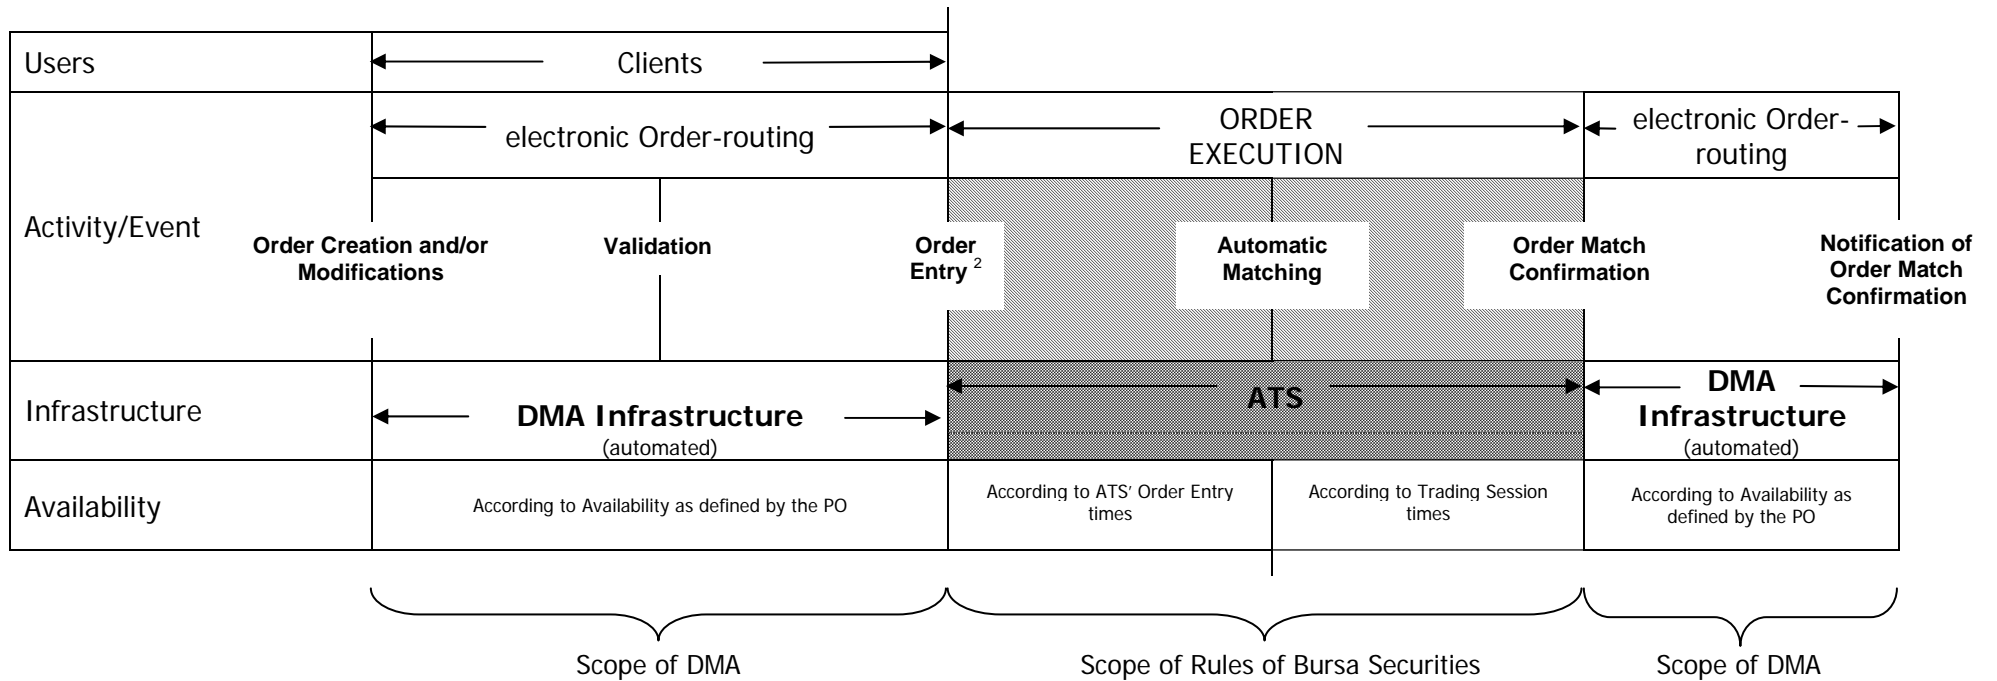 Users
Clients
Activity/Event
electronic Order-routing
ORDER
EXECUTION
electronic Order-
routing
Order Creation and/or
Modifications
Validation
Order
Entry 2
Automatic
Matching
Order Match
Confirmation
Notification of
Order Match
Confirmation
Infrastructure
DMA Infrastructure
(automated)
ATS
DMA
Infrastructure
(automated)
Availability
According to Availability as defined by the PO
According to ATS' Order Entry
times
According to Trading Session
times
According to Availability as
defined by the PO
Scope of DMA
Scope of Rules of Bursa Securities
Scope of DMA